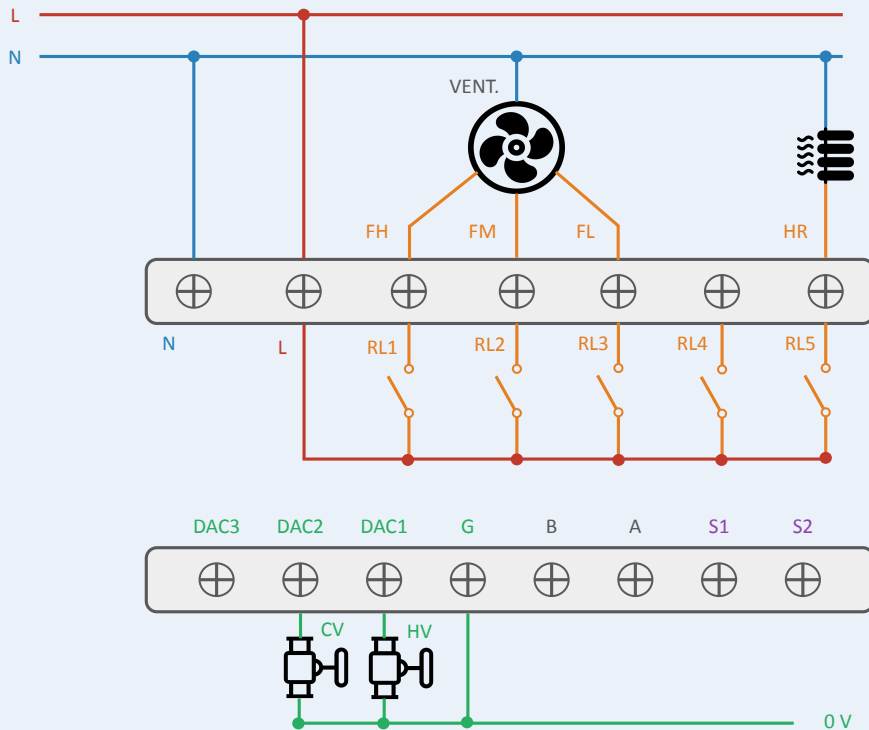 L
N
VENT.
FH FM FL HR
N L RL1 RL2 RL3 RL4 RL5
DAC3 DAC2 DAC1 G B A S1 S2
CV HV
0 V